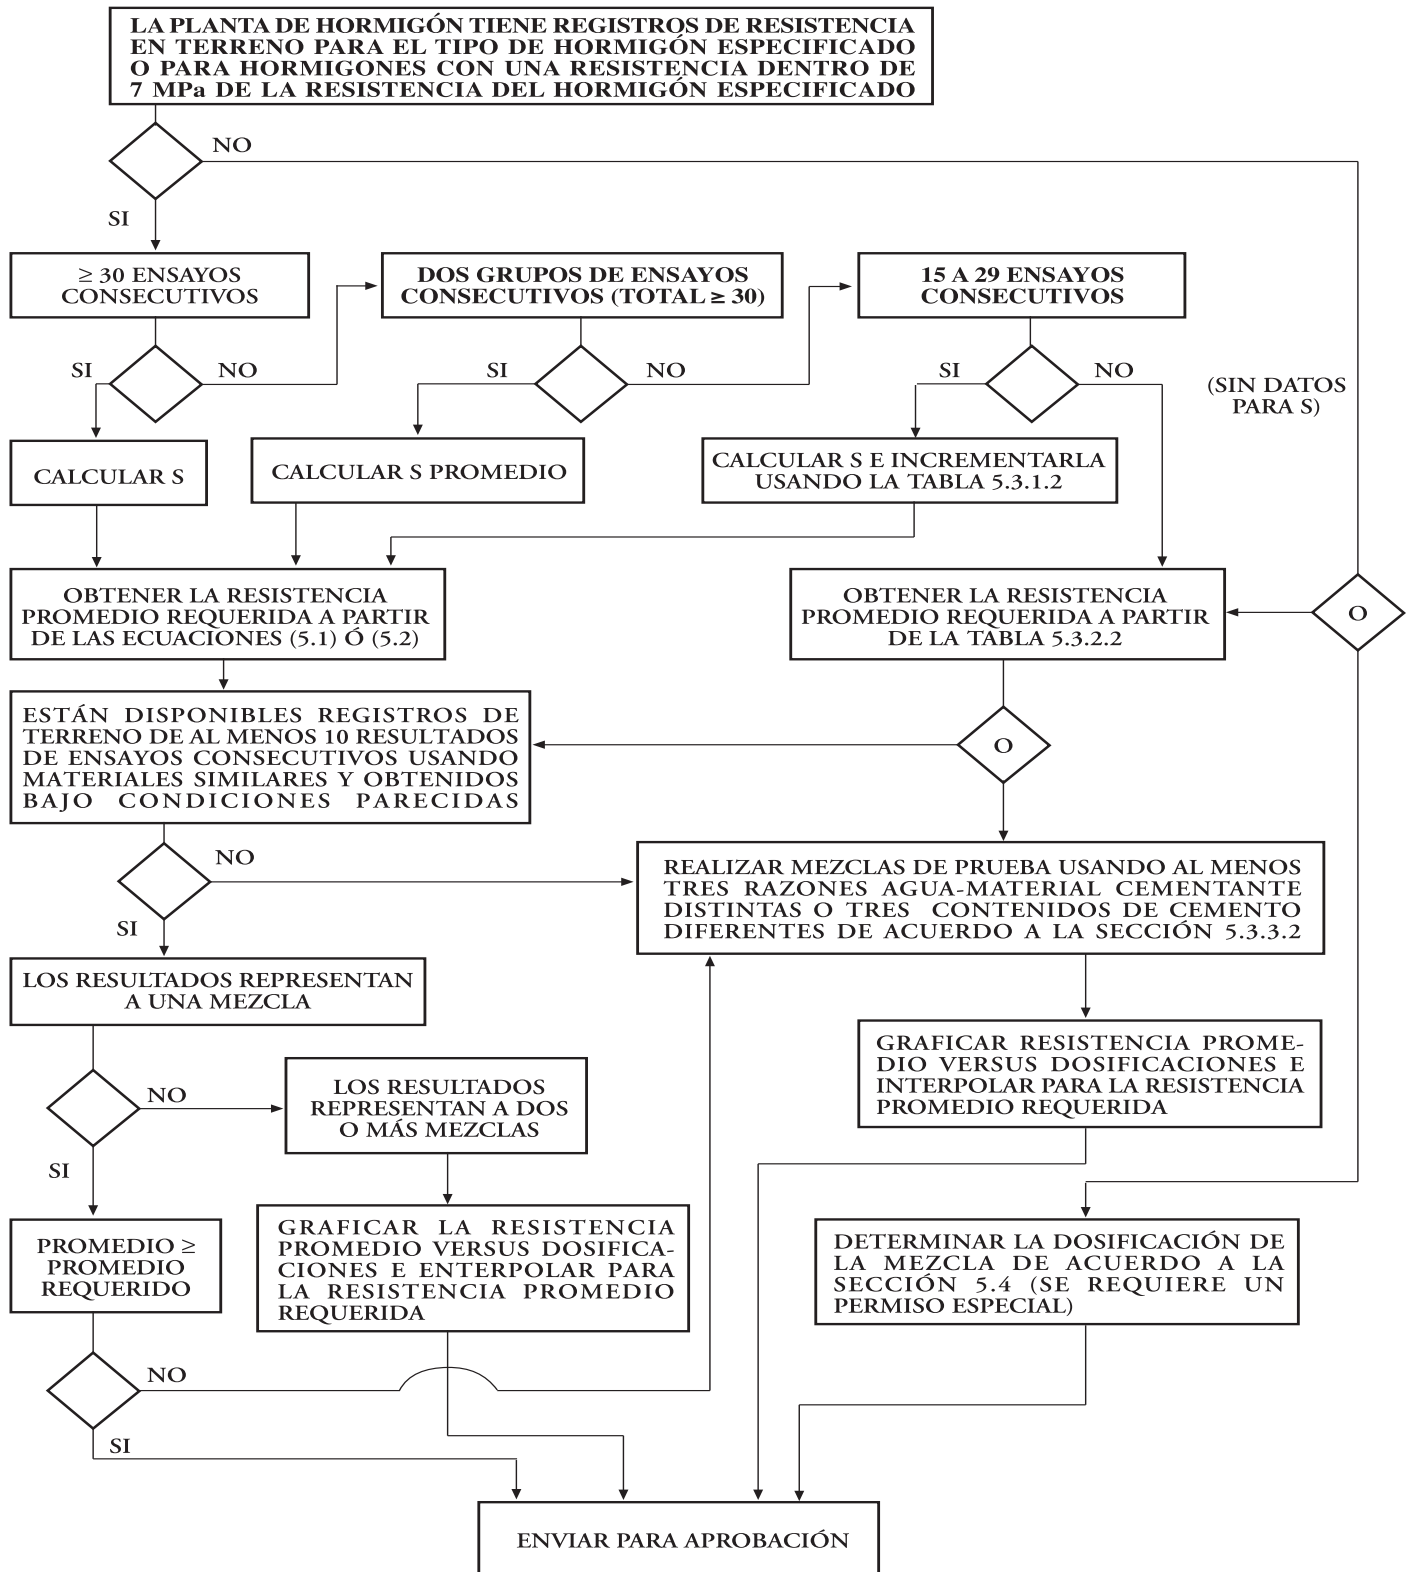 LA PLANTA DE HORMIGÓN TIENE REGISTROS DE RESISTENCIA
EN TERRENO PARA EL TIPO DE HORMIGÓN ESPECIFICADO
O PARA HORMIGONES CON UNA RESISTENCIA DENTRO DE
7 MPa DE LA RESISTENCIA DEL HORMIGÓN ESPECIFICADO
NO
SI
≥ 30 ENSAYOS
CONSECUTIVOS
DOS GRUPOS DE ENSAYOS
CONSECUTIVOS (TOTAL ≥ 30)
15 A 29 ENSAYOS
CONSECUTIVOS
SI
NO
SI
NO
SI
NO
(SIN DATOS
PARA S)
CALCULAR S
CALCULAR S PROMEDIO
CALCULAR S E INCREMENTARLA
USANDO LA TABLA 5.3.1.2
OBTENER LA RESISTENCIA
PROMEDIO REQUERIDA A PARTIR
DE LAS ECUACIONES (5.1) Ó (5.2)
OBTENER LA RESISTENCIA
PROMEDIO REQUERIDA A PARTIR
DE LA TABLA 5.3.2.2
O
ESTÁN DISPONIBLES REGISTROS DE
TERRENO DE AL MENOS 10 RESULTADOS
DE ENSAYOS CONSECUTIVOS USANDO
MATERIALES SIMILARES Y OBTENIDOS
BAJO CONDICIONES PARECIDAS
O
NO
SI
REALIZAR MEZCLAS DE PRUEBA USANDO AL MENOS
TRES RAZONES AGUA-MATERIAL CEMENTANTE
DISTINTAS O TRES CONTENIDOS DE CEMENTO
DIFERENTES DE ACUERDO A LA SECCIÓN 5.3.3.2
LOS RESULTADOS REPRESENTAN
A UNA MEZCLA
GRAFICAR RESISTENCIA PROME-
DIO VERSUS DOSIFICACIONES E
INTERPOLAR PARA LA RESISTENCIA
PROMEDIO REQUERIDA
NO
SI
LOS RESULTADOS
REPRESENTAN A DOS
O MÁS MEZCLAS
PROMEDIO ≥
PROMEDIO
REQUERIDO
GRAFICAR LA RESISTENCIA
PROMEDIO VERSUS DOSIFICA-
CIONES E ENTERPOLAR PARA
LA RESISTENCIA PROMEDIO
REQUERIDA
DETERMINAR LA DOSIFICACIÓN DE
LA MEZCLA DE ACUERDO A LA
SECCIÓN 5.4 (SE REQUIERE UN
PERMISO ESPECIAL)
NO
SI
ENVIAR PARA APROBACIÓN